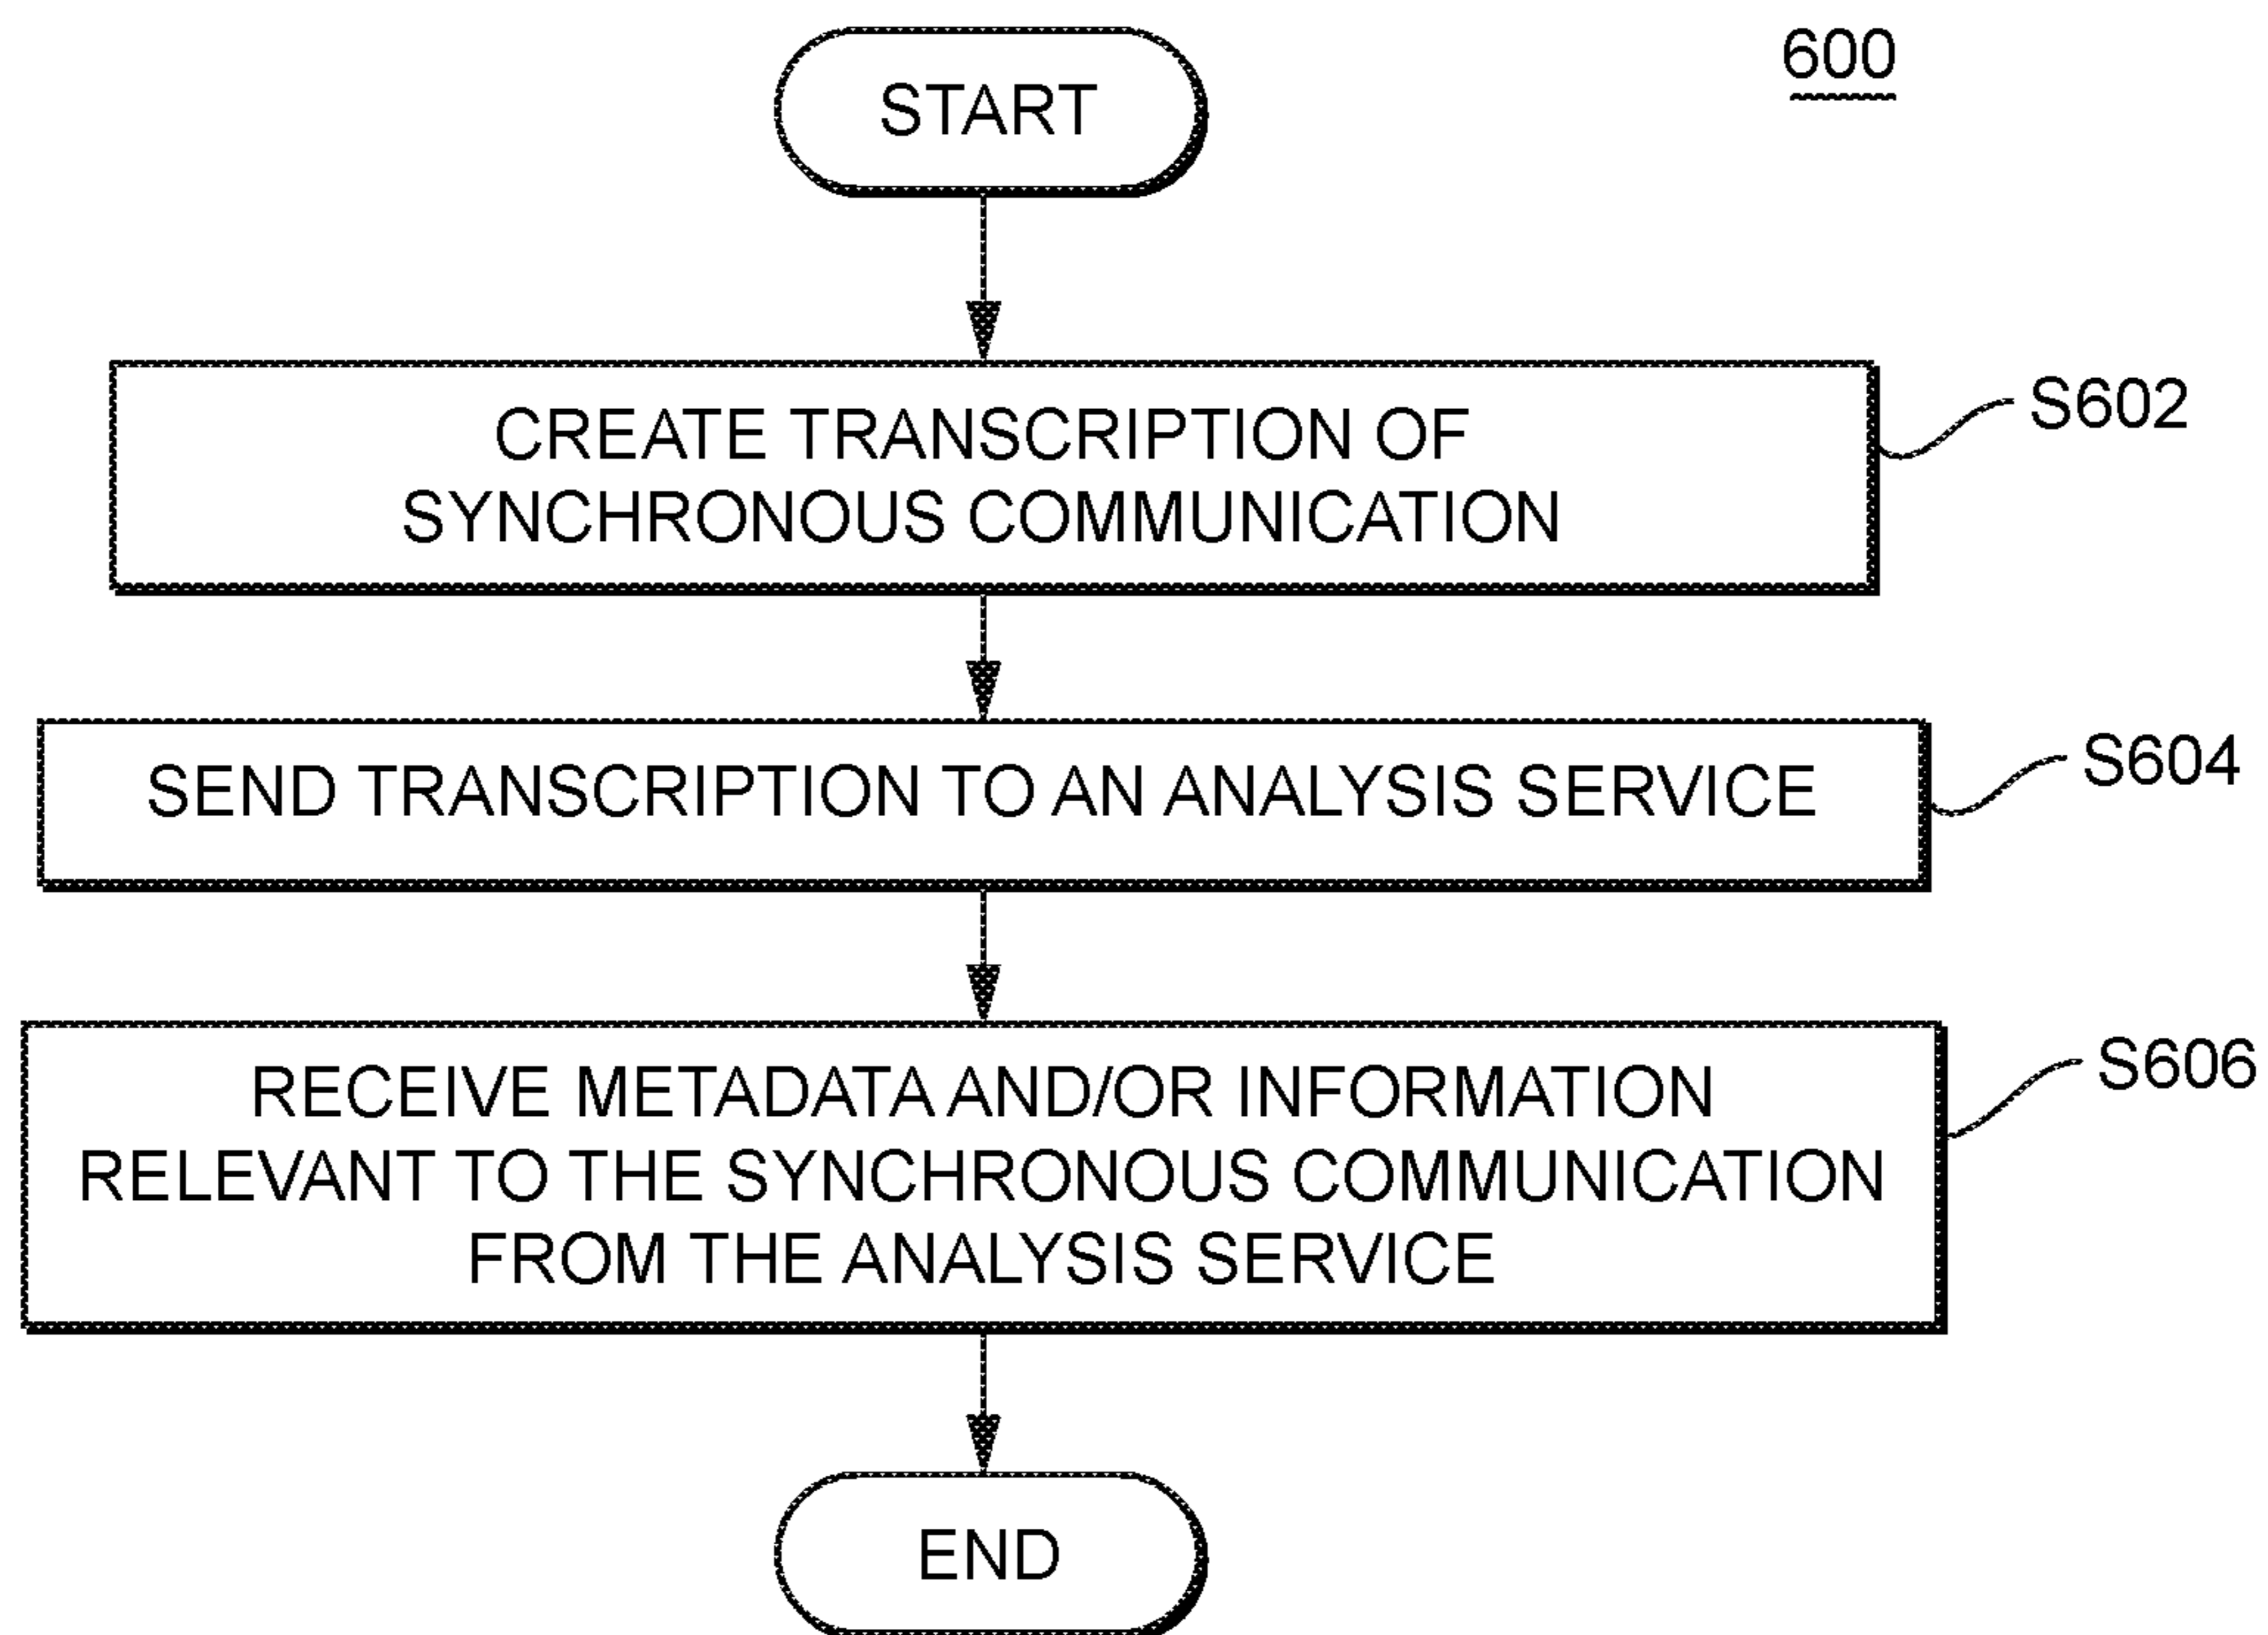 600
START
CREATE TRANSCRIPTION OF
SYNCHRONOUS COMMUNICATION
S602
SEND TRANSCRIPTION TO AN ANALYSIS SERVICE
S604
RECEIVE METADATA AND/OR INFORMATION
RELEVANT TO THE SYNCHRONOUS COMMUNICATION
FROM THE ANALYSIS SERVICE
S606
END